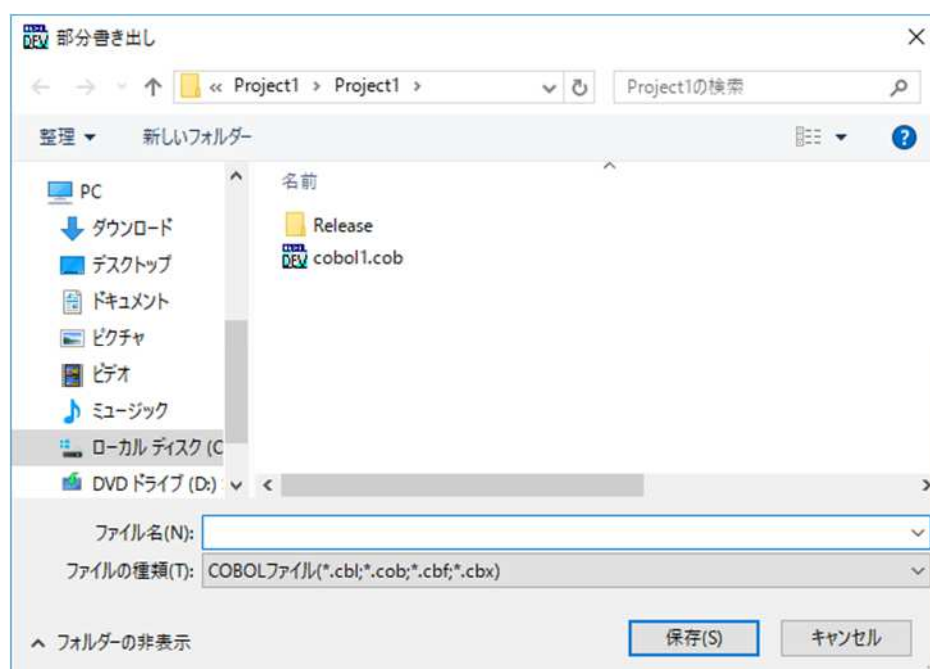 部分書き出し
« Project1 > Project1 >
Project1の検索
整理
新しいフォルダー
PC
ダウンロード
デスクトップ
ドキュメント
ピクチャ
ビデオ
ミュージック
ローカル ディスク (C
DVD ドライブ (D:)
名前
Release
DEV cobol1.cob
ファイル名(N):
ファイルの種類(T): COBOLファイル(*.cbl;*.cob;*.cbf;*.cbx)
フォルダーの非表示
保存(S)
キャンセル